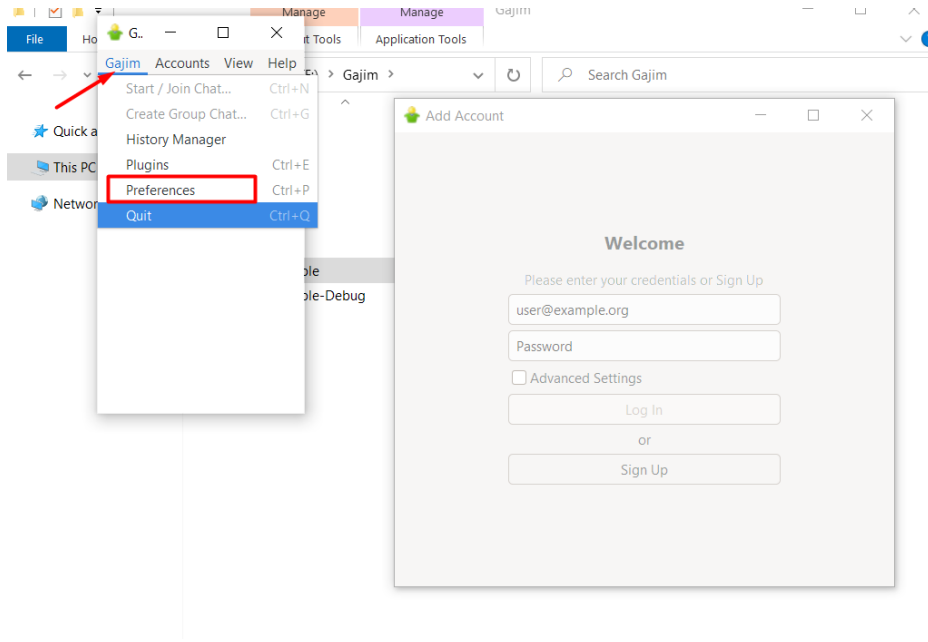 Manage
Manage
Gajim
File
Ho
G..
t Tools
Application Tools
Gajim
Accounts
View
Help
Gajim
Search Gajim
Start / Join Chat...
Ctrl+N
Create Group Chat...
Ctrl+G
History Manager
Plugins
Ctrl+E
Preferences
Ctrl+P
Quit
Ctrl+Q
Quick a
This PC
Networ
ble
ble-Debug
Add Account
Welcome
Please enter your credentials or Sign Up
user@example.org
Password
Advanced Settings
Log In
or
Sign Up